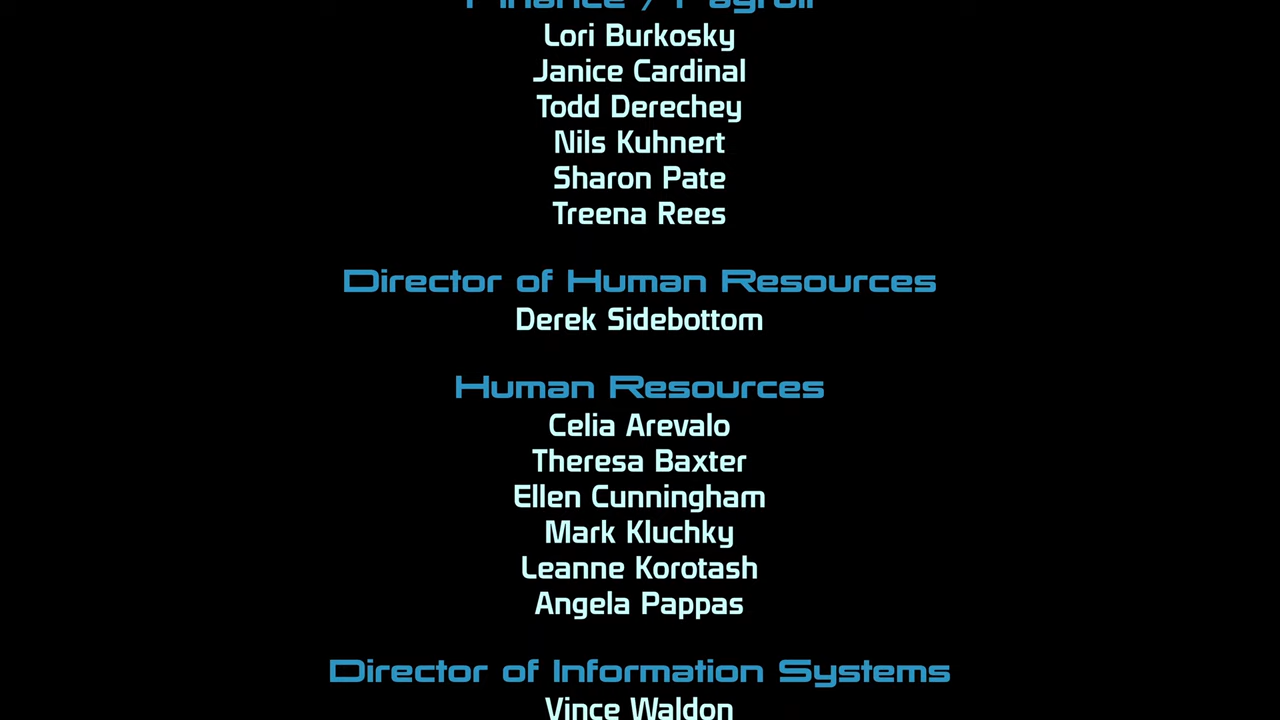 Finance / Payroll
Lori Burkosky
Janice Cardinal
Todd Derechey
Nils Kuhnert
Sharon Pate
Treena Rees
Director of Human Resources
Derek Sidebottom
Human Resources
Celia Arevalo
Theresa Baxter
Ellen Cunningham
Mark Kluchky
Leanne Korotash
Angela Pappas
Director of Information Systems
Vince Waldon